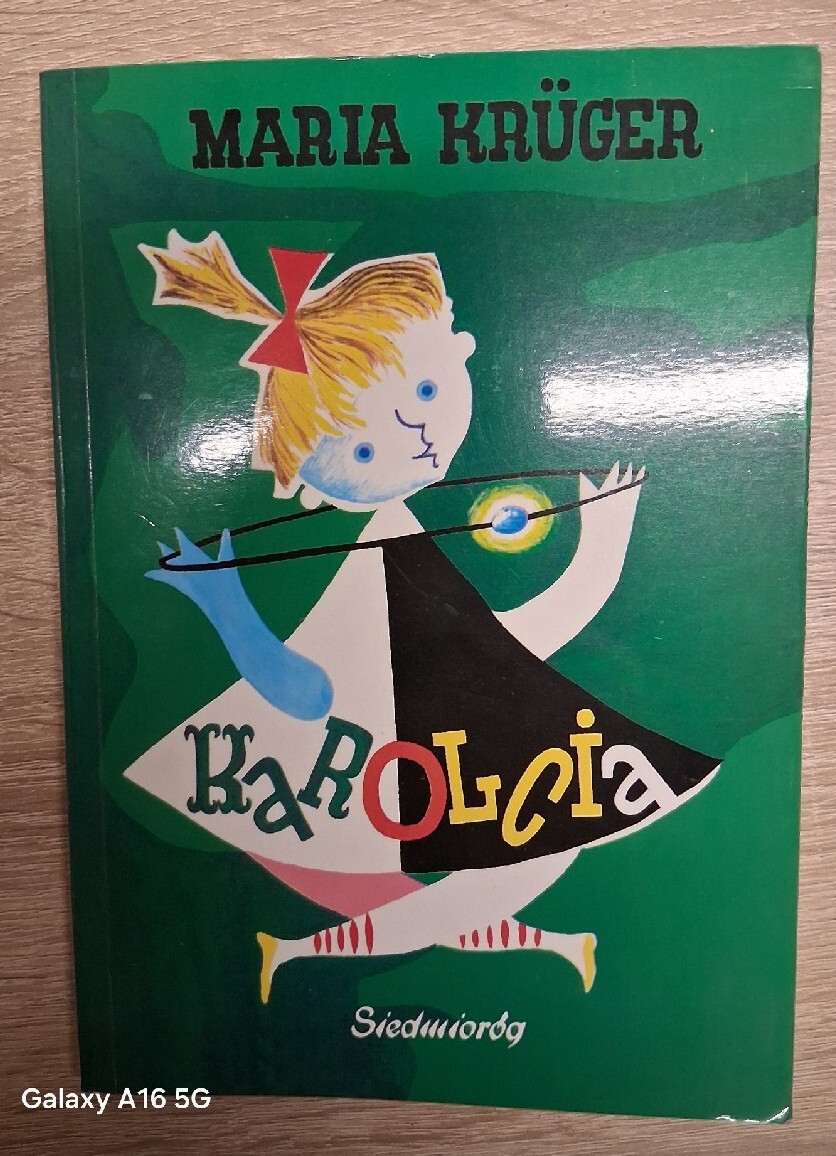 MARIA KRÜGER
KAROLCIA
Siedmioróg
Galaxy A16 5G